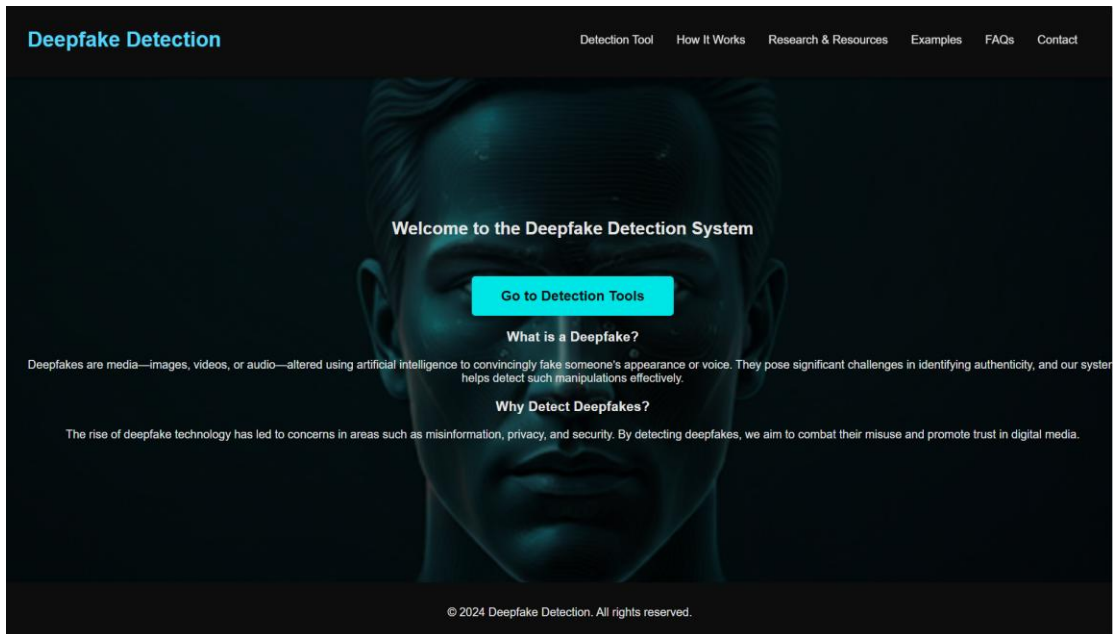 Deepfake Detection
Detection Tool How It Works Research & Resources Examples FAQs Contact
Welcome to the Deepfake Detection System
Go to Detection Tools
What is a Deepfake?
Deepfakes are media—images, videos, or audio—altered using artificial intelligence to convincingly fake someone's appearance or voice. They pose significant challenges in identifying authenticity, and our syster
helps detect such manipulations effectively.
Why Detect Deepfakes?
The rise of deepfake technology has led to concerns in areas such as misinformation, privacy, and security. By detecting deepfakes, we aim to combat their misuse and promote trust in digital media.
© 2024 Deepfake Detection. All rights reserved.